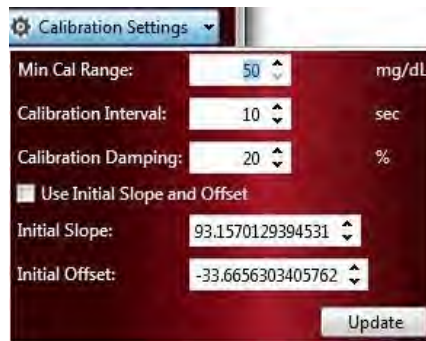 Calibration Settings
Min Cal Range: 50 mg/dL
Calibration Interval: 10 sec
Calibration Damping: 20 %
Use Initial Slope and Offset
Initial Slope: 93.1570129394531
Initial Offset: -33.6656303405762
Update